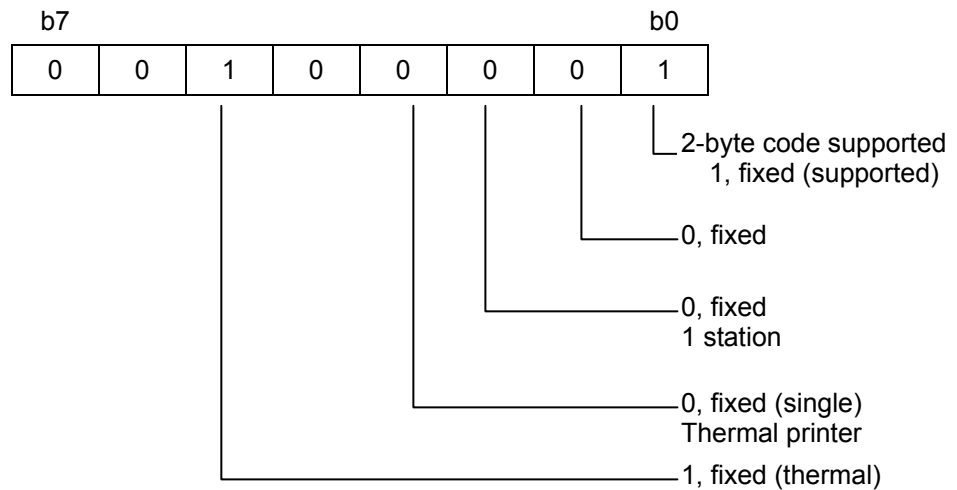 b7 b0
0 0 1 0 0 0 0 1
2-byte code supported
1, fixed (supported)
0, fixed
0, fixed
1 station
0, fixed (single)
Thermal printer
1, fixed (thermal)